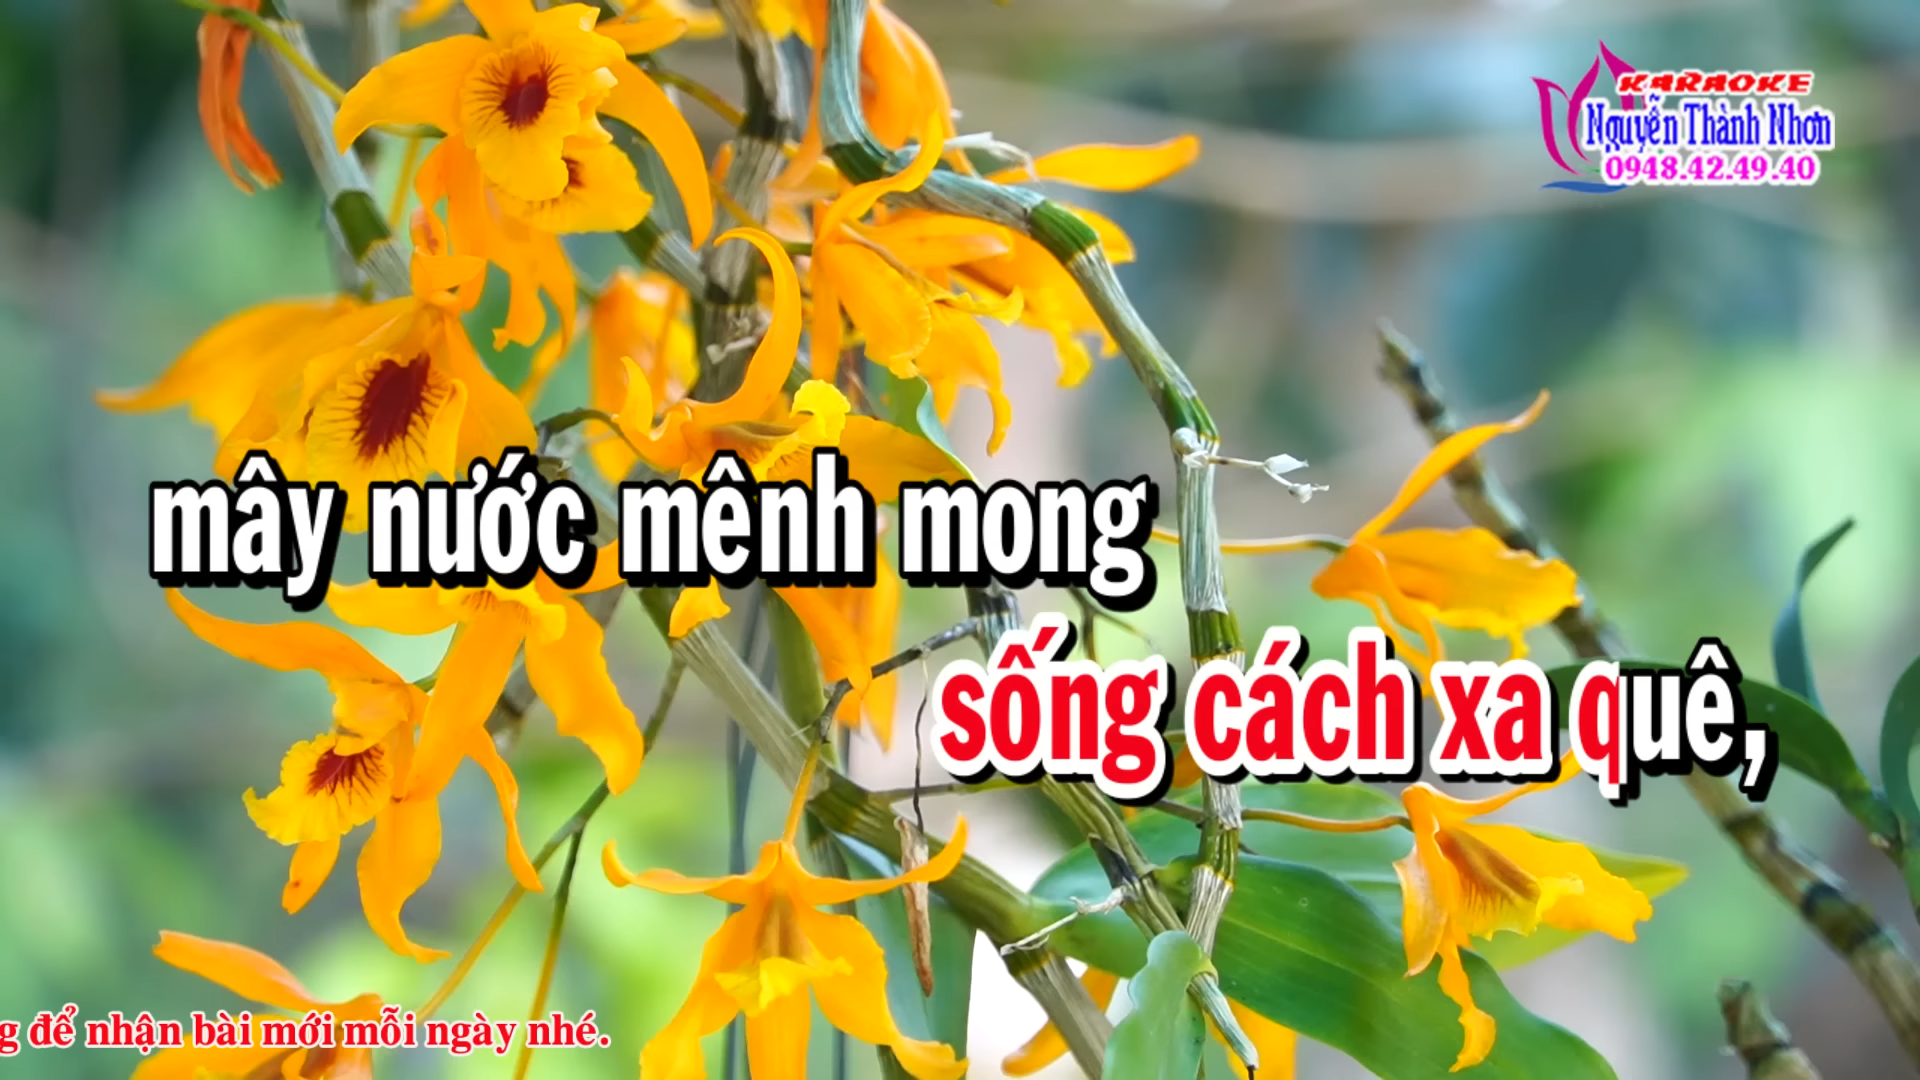 KARAOKE
Nguyễn Thành Nhơn
0948.42.49.40
mây nước mênh mong
sống cách xa quê,
g để nhận bài mới mỗi ngày nhé.